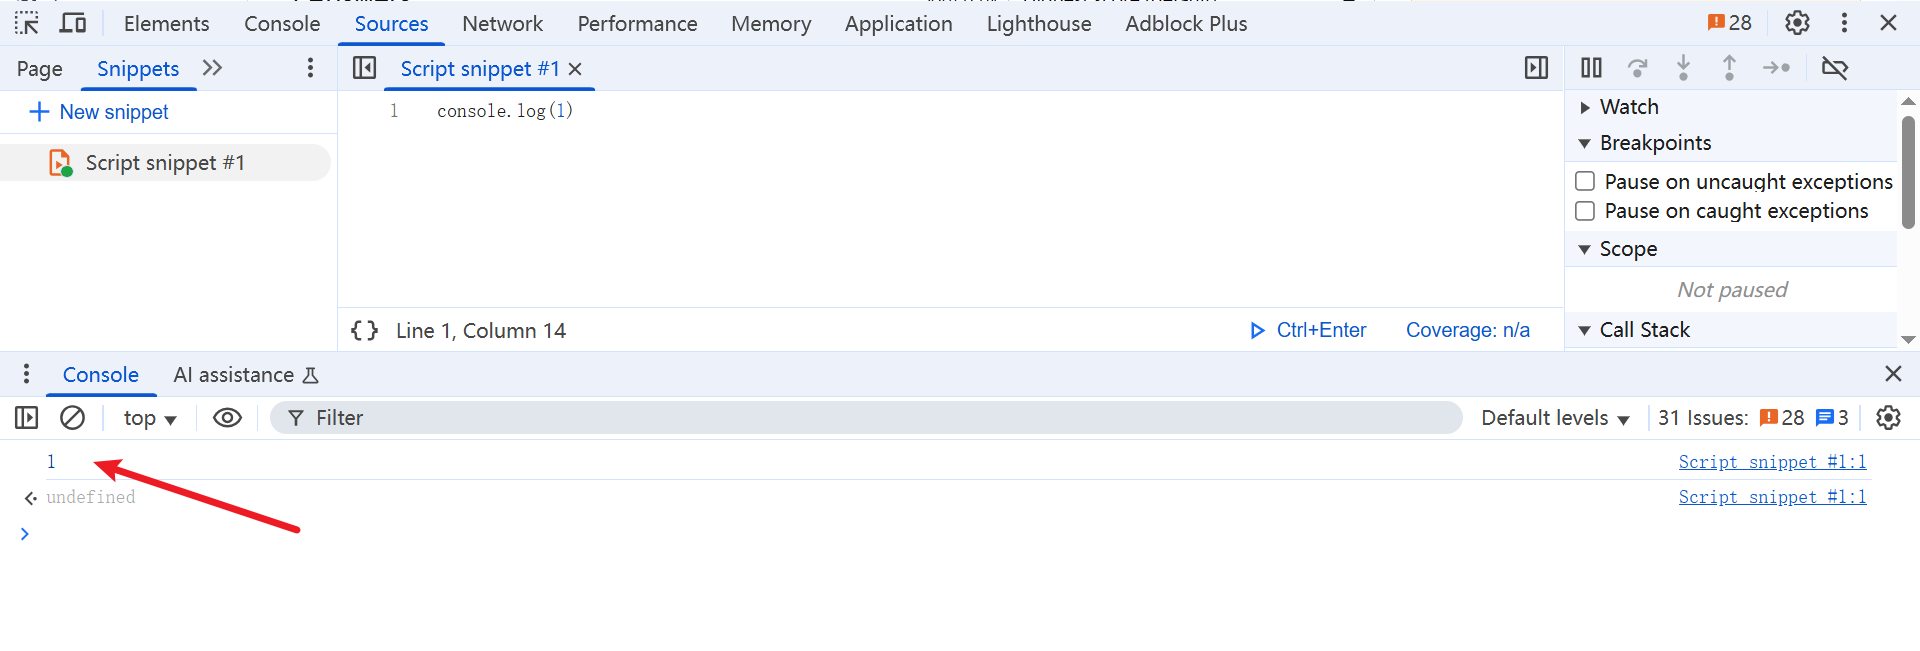 Elements Console Sources Network Performance Memory Application Lighthouse Adblock Plus 28
Page Snippets Script snippet #1
New snippet
Script snippet #1
1 console.log(1)
{ } Line 1, Column 14 Ctrl+Enter Coverage: n/a
Watch
Breakpoints
Pause on uncaught exceptions
Pause on caught exceptions
Scope
Not paused
Call Stack
Console AI assistance
top Filter Default levels 31 Issues: 28 3
1 Script snippet #1:1
undefined Script snippet #1:1